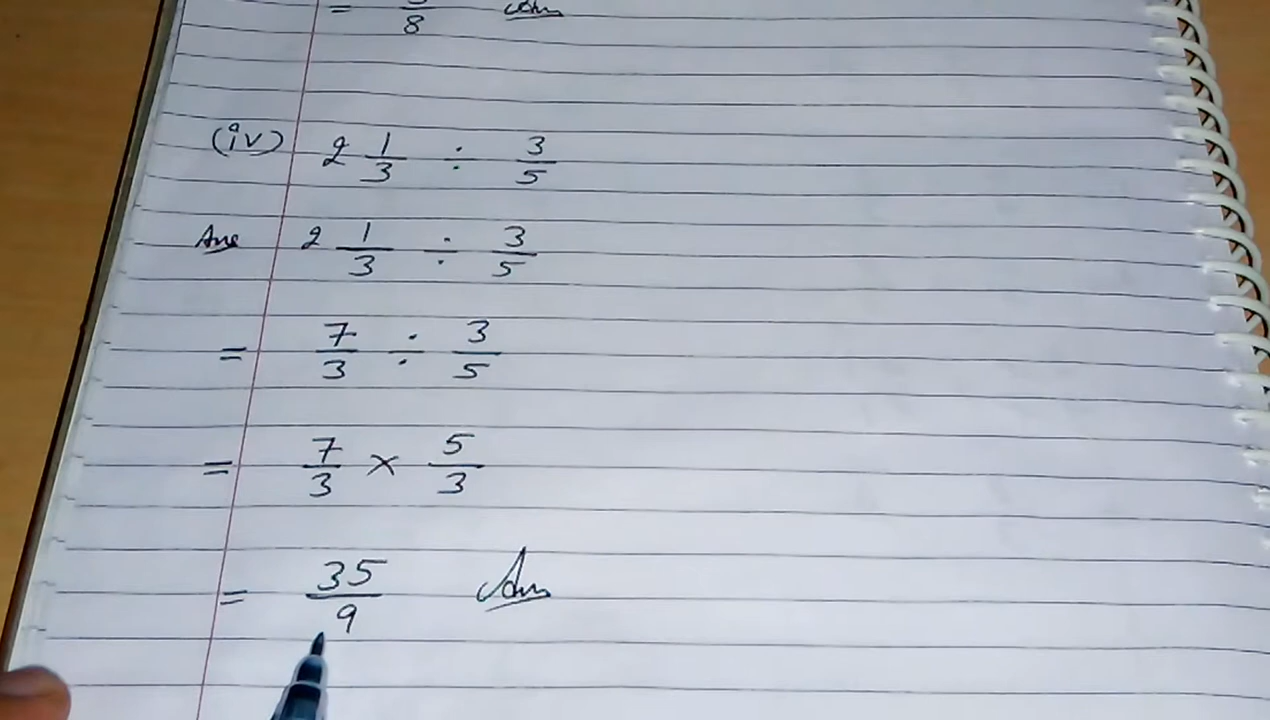 = /8 Ans
(iv) 2 1/3 ÷ 3/5
Ans 2 1/3 ÷ 3/5
= 7/3 ÷ 3/5
= 7/3 × 5/3
= 35/9 Ans